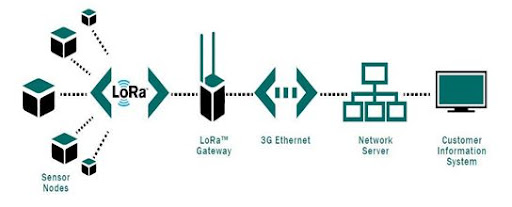 LoRa
LoRa™
Gateway
3G Ethernet
Network
Server
Customer
Information
System
Sensor
Nodes